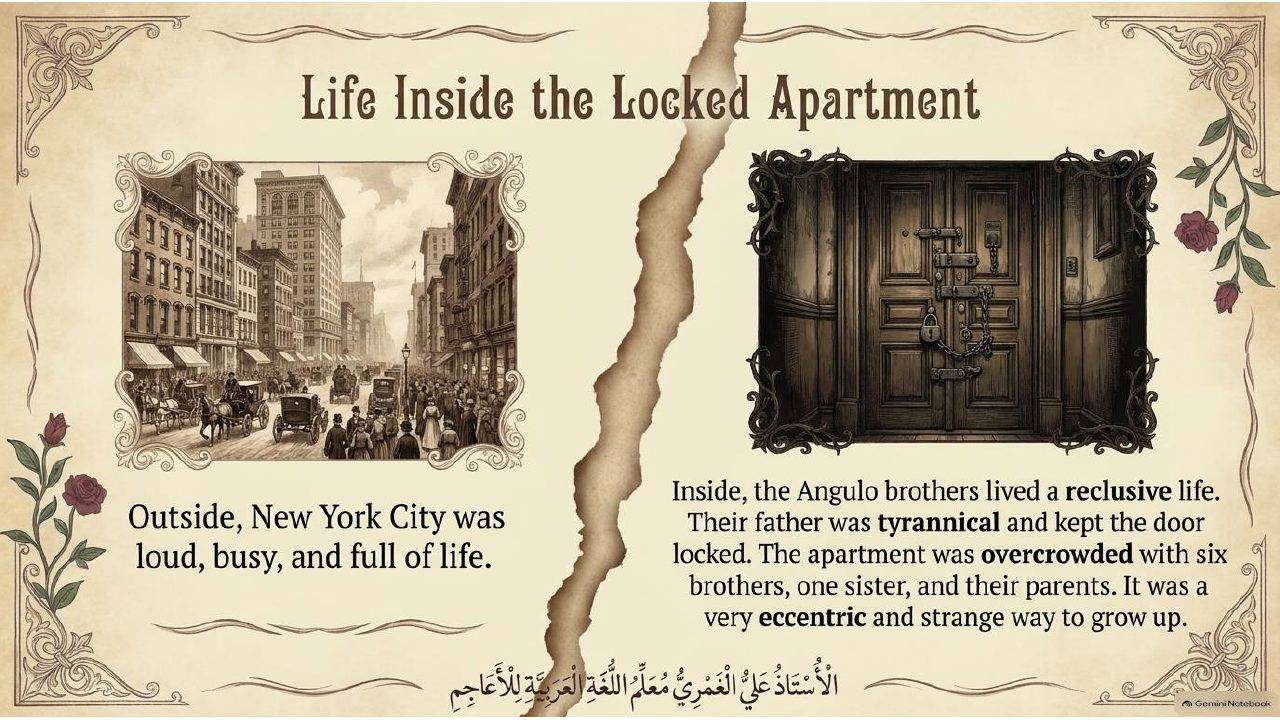 Life Inside the Locked Apartment
Outside, New York City was
loud, busy, and full of life.
Inside, the Angulo brothers lived a reclusive life.
Their father was tyrannical and kept the door
locked. The apartment was overcrowded with six
brothers, one sister, and their parents. It was a
very eccentric and strange way to grow up.
الْأُسْتَاذُ عَلِيُّ الْغَمْرِيُّ مُعَلِّمُ اللُّغَةِ الْعَرَبِيَّةِ لِلْأَعَاجِمِ
Gemini Notebook